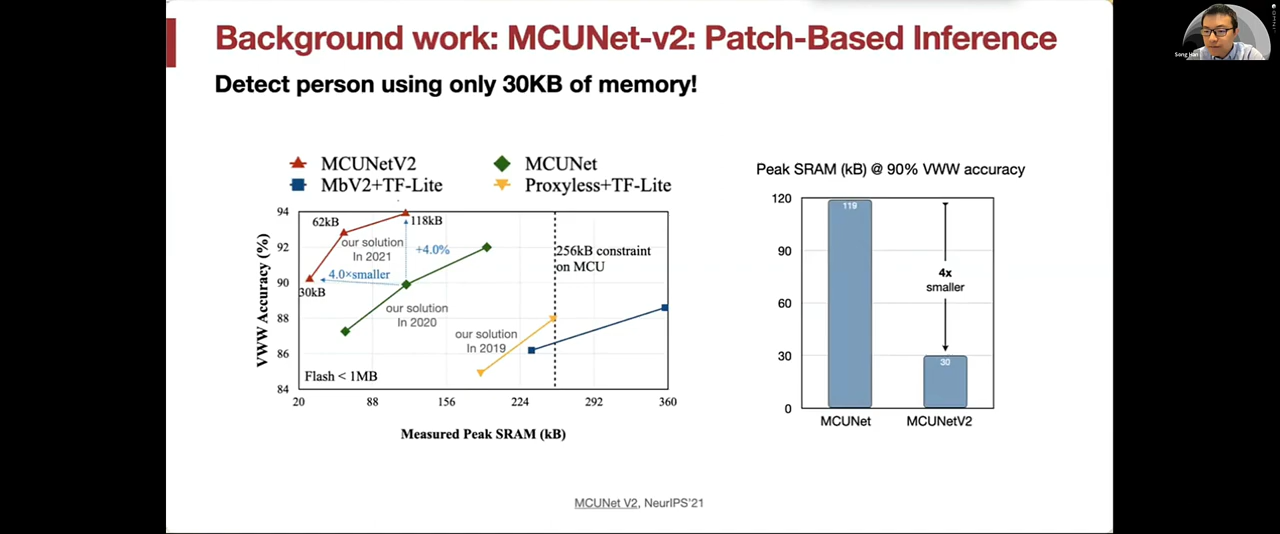 Background work: MCUNet-v2: Patch-Based Inference
Song Han
Detect person using only 30KB of memory!
MCUNetV2
MCUNet
MbV2+TF-Lite
Proxyless+TF-Lite
VWW Accuracy (%)
94
92
90
88
86
84
62kB
118kB
our solution
In 2021
+4.0%
4.0×smaller
30kB
our solution
In 2020
our solution
In 2019
256kB constraint
on MCU
Flash < 1MB
20
88
156
224
292
360
Measured Peak SRAM (kB)
Peak SRAM (kB) @ 90% VWW accuracy
120
90
60
30
0
119
4x
smaller
30
MCUNet
MCUNetV2
MCUNet V2, NeurIPS'21